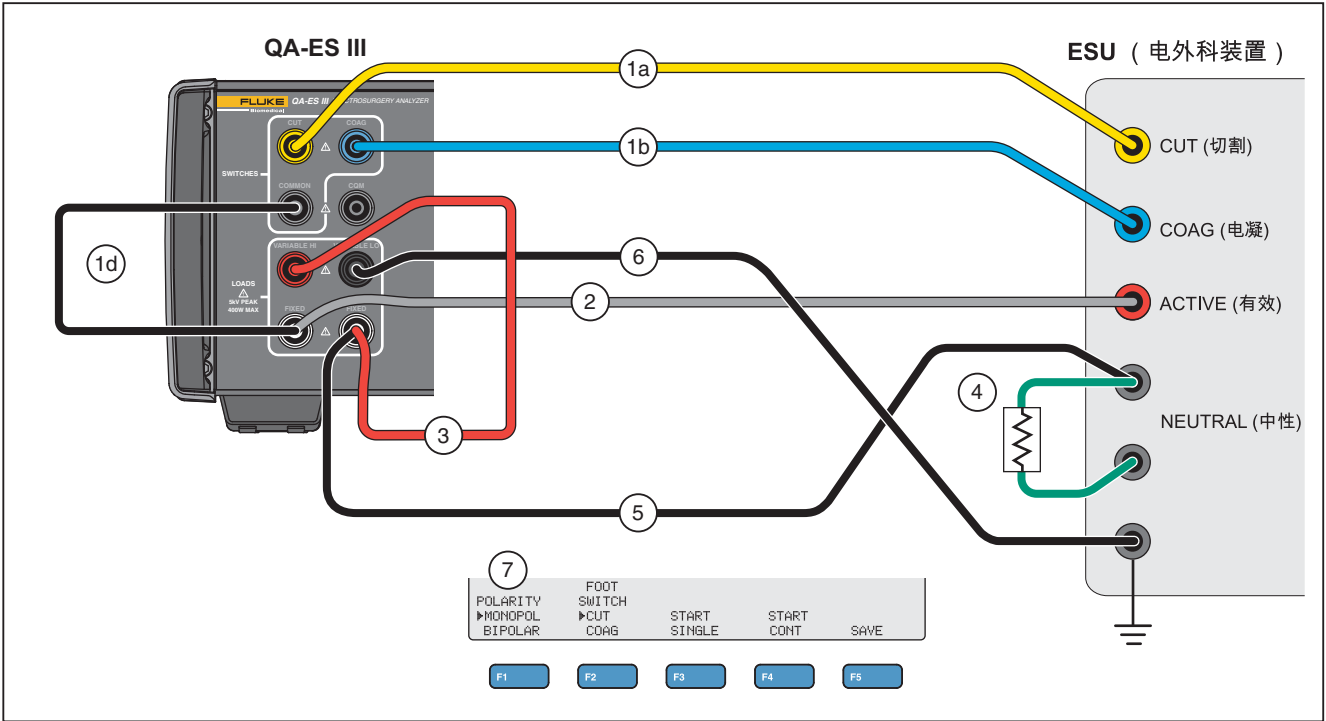 QA-ES III
ESU （电外科装置）
1a
FLUKE
Biomedical
QA-ES III
CTROSURGERY ANALYZER
CUT
COAG
CUT (切割)
1b
SWITCHES
COMMON
COM
COAG (电凝)
1d
VARIABLE HI
LE LO
6
LOADS
5kV PEAK
400W MAX
FIXED
FIXED
2
ACTIVE (有效)
4
NEUTRAL (中性)
3
5
7
POLARITY
▶MONOPOL
BIPOLAR
FOOT
SWITCH
▶CUT
COAG
START
SINGLE
START
CONT
SAVE
F1
F2
F3
F4
F5